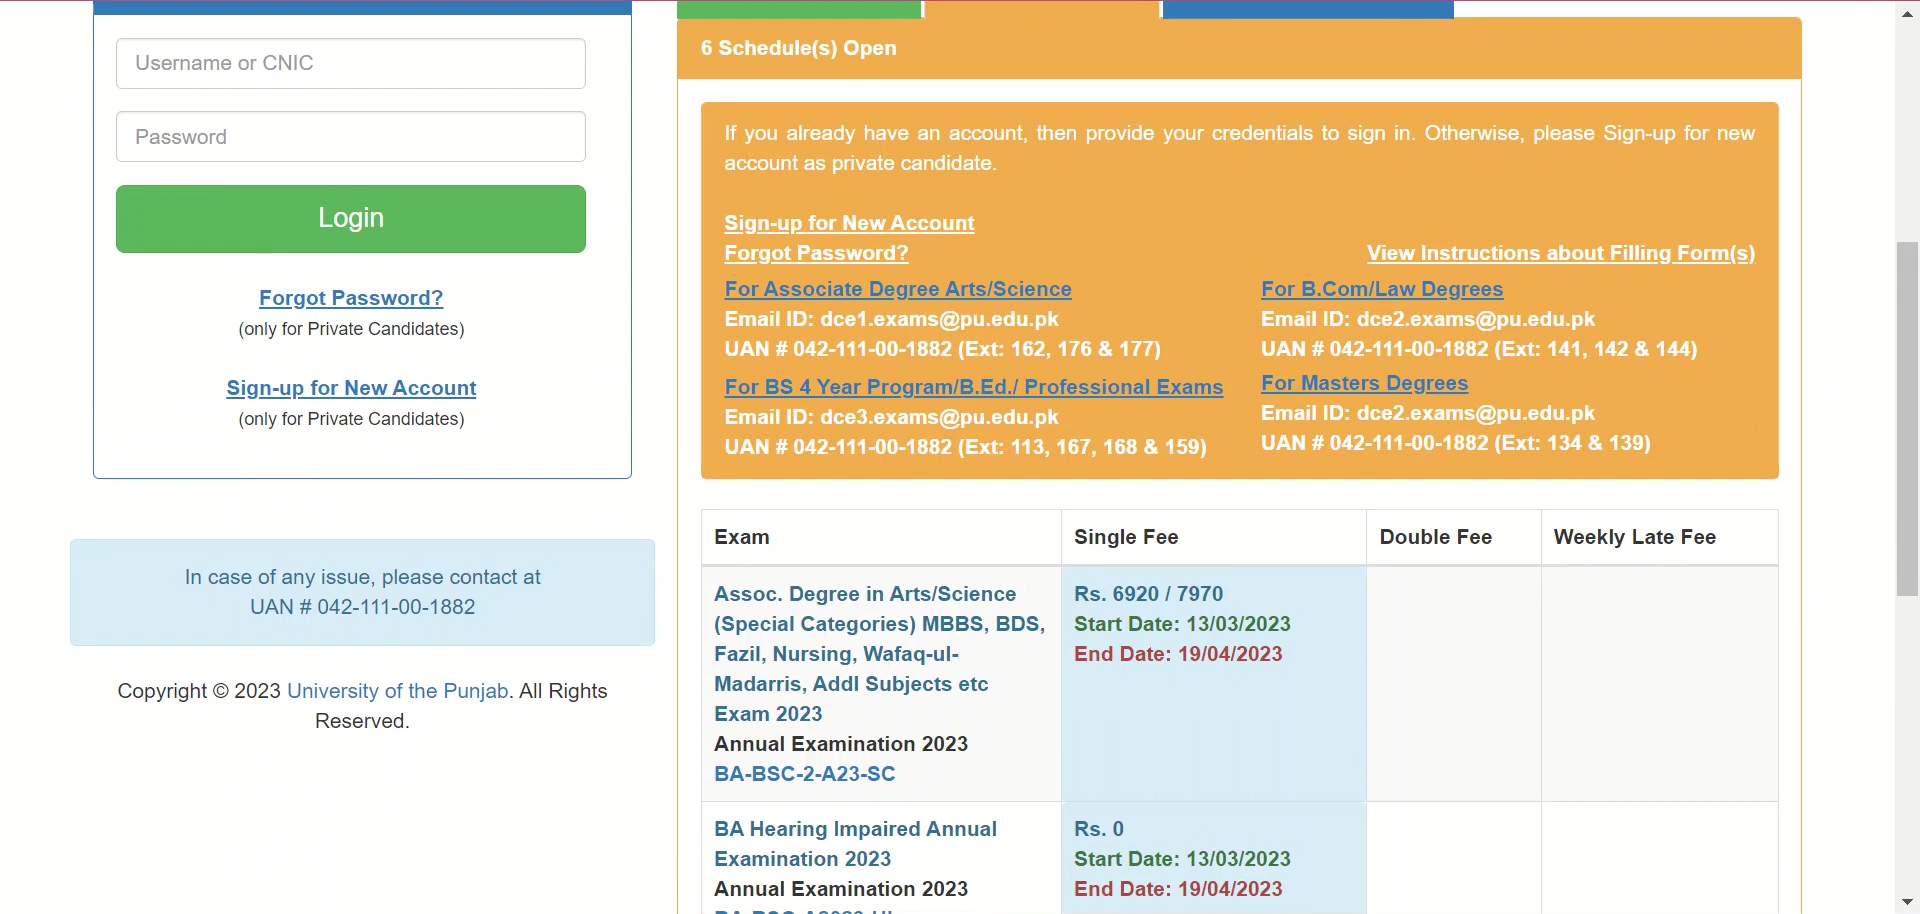 Username or CNIC
Password
Login
Forgot Password?
(only for Private Candidates)
Sign-up for New Account
(only for Private Candidates)
In case of any issue, please contact at
UAN # 042-111-00-1882
Copyright © 2023 University of the Punjab. All Rights
Reserved.
6 Schedule(s) Open
If you already have an account, then provide your credentials to sign in. Otherwise, please Sign-up for new
account as private candidate.
Sign-up for New Account
Forgot Password?
View Instructions about Filling Form(s)
For Associate Degree Arts/Science
Email ID: dce1.exams@pu.edu.pk
UAN # 042-111-00-1882 (Ext: 162, 176 & 177)
For B.Com/Law Degrees
Email ID: dce2.exams@pu.edu.pk
UAN # 042-111-00-1882 (Ext: 141, 142 & 144)
For BS 4 Year Program/B.Ed./ Professional Exams
Email ID: dce3.exams@pu.edu.pk
UAN # 042-111-00-1882 (Ext: 113, 167, 168 & 159)
For Masters Degrees
Email ID: dce2.exams@pu.edu.pk
UAN # 042-111-00-1882 (Ext: 134 & 139)
Exam Single Fee Double Fee Weekly Late Fee
Assoc. Degree in Arts/Science
(Special Categories) MBBS, BDS,
Fazil, Nursing, Wafaq-ul-
Madarris, Addl Subjects etc
Exam 2023
Annual Examination 2023
BA-BSC-2-A23-SC
Rs. 6920 / 7970
Start Date: 13/03/2023
End Date: 19/04/2023
BA Hearing Impaired Annual
Examination 2023
Annual Examination 2023
Rs. 0
Start Date: 13/03/2023
End Date: 19/04/2023